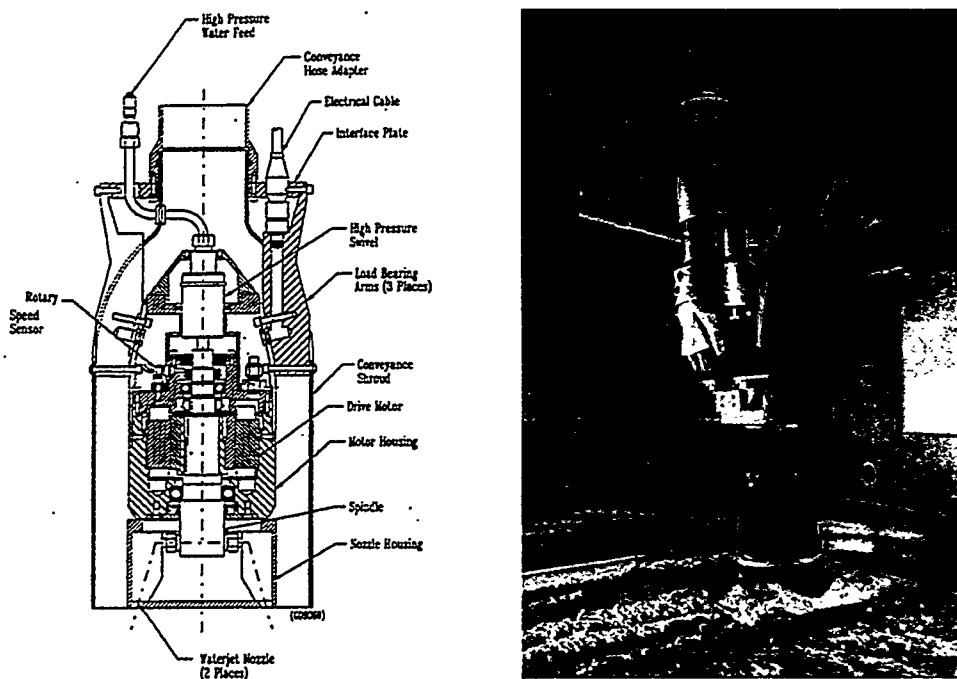 High Pressure
Water Feed
Conveyance
Hose Adapter
Electrical Cable
Interface Plate
High Pressure
Swivel
Load Bearing
Arms (3 Places)
Rotary
Speed
Sensor
Conveyance
Shroud
Drive Motor
Motor Housing
Spindle
Nozzle Housing
Waterjet Nozzle
(2 Places)